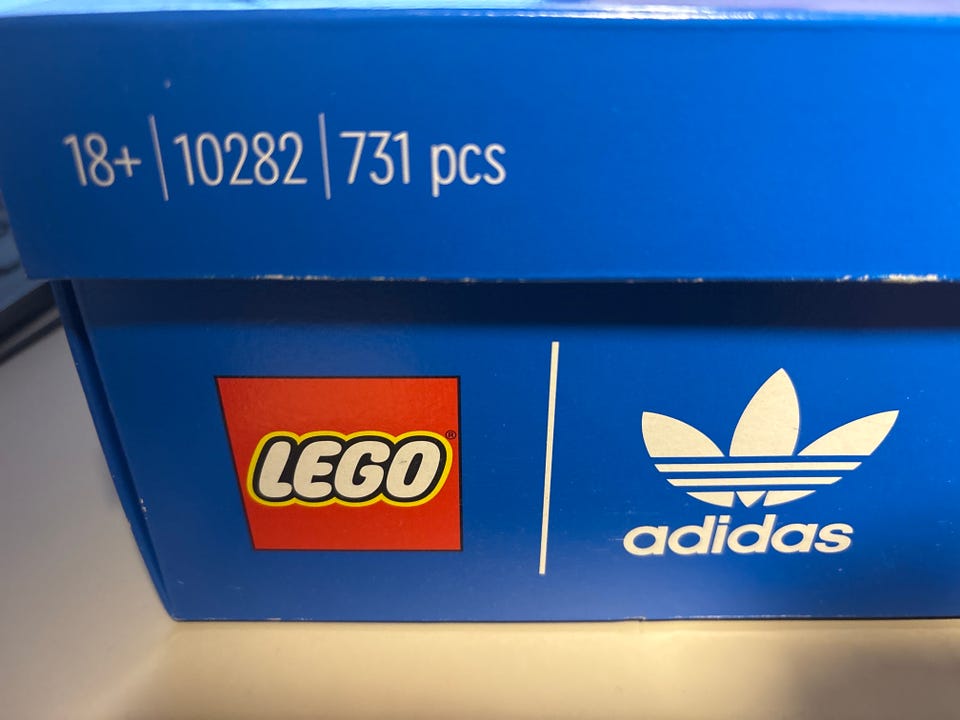 18+ | 10282 | 731 pcs
LEGO®
adidas